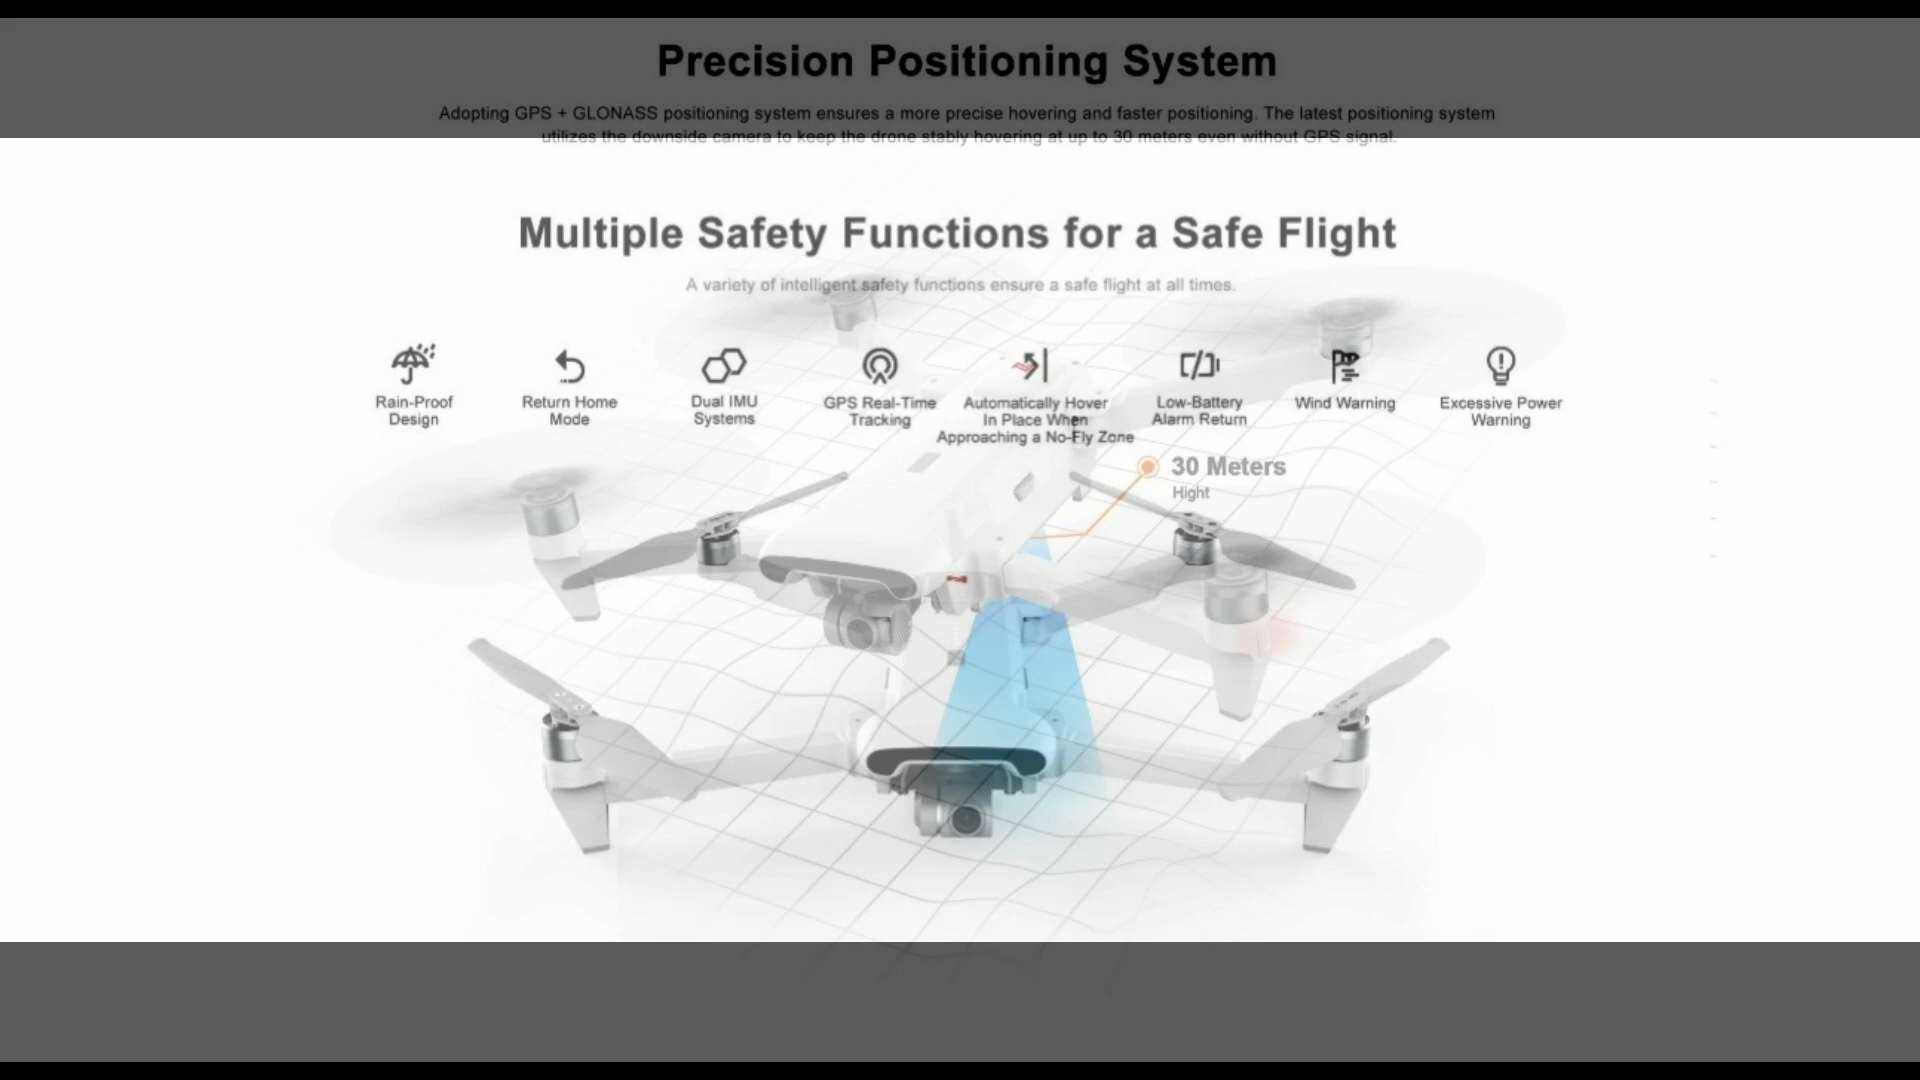 Precision Positioning System
Adopting GPS + GLONASS positioning system ensures a more precise hovering and faster positioning. The latest positioning system
utilizes the downside camera to keep the drone stably hovering at up to 30 meters even without GPS signal.
Multiple Safety Functions for a Safe Flight
A variety of intelligent safety functions ensure a safe flight at all times.
Rain-Proof
Design
Return Home
Mode
Dual IMU
Systems
GPS Real-Time
Tracking
Automatically Hover
In Place When
Approaching a No-Fly Zone
Low-Battery
Alarm Return
Wind Warning
Excessive Power
Warning
30 Meters
Hight